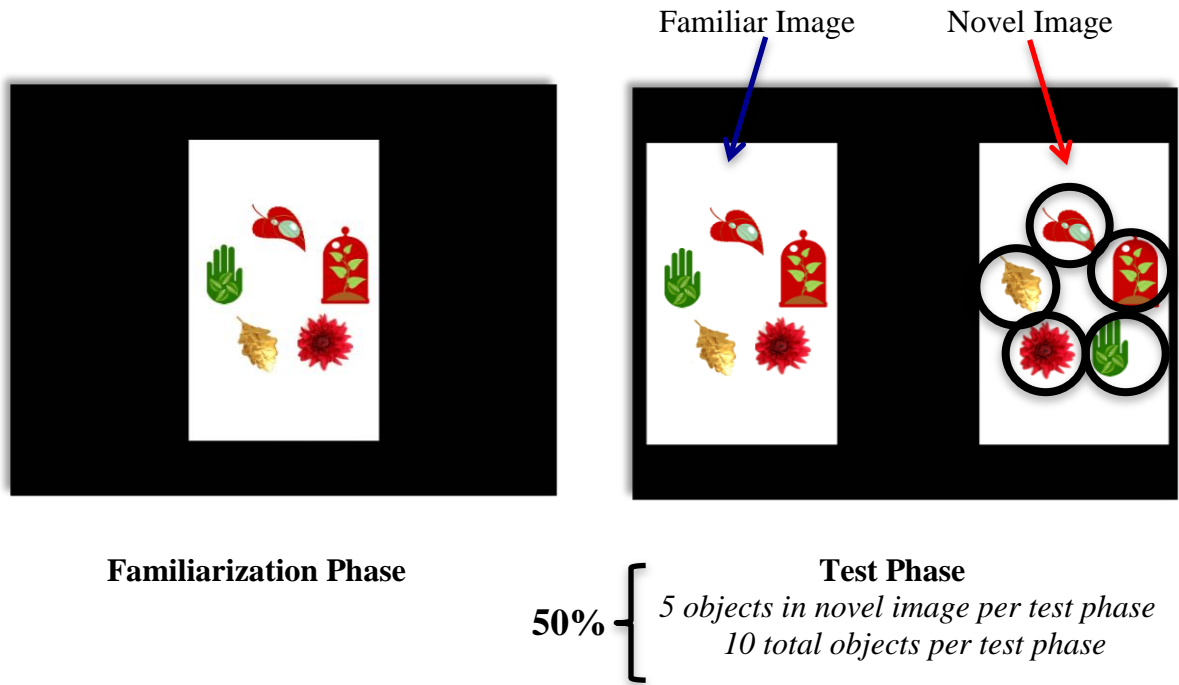 Familiar Image
Novel Image
Familiarization Phase
Test Phase
50%
5 objects in novel image per test phase
10 total objects per test phase